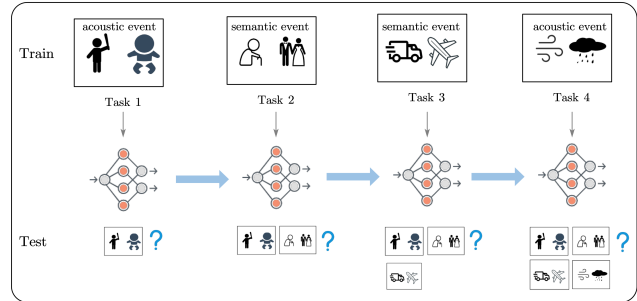 Train
acoustic event
semantic event
semantic event
acoustic event
Task 1
Task 2
Task 3
Task 4
Test
?
?
?
?